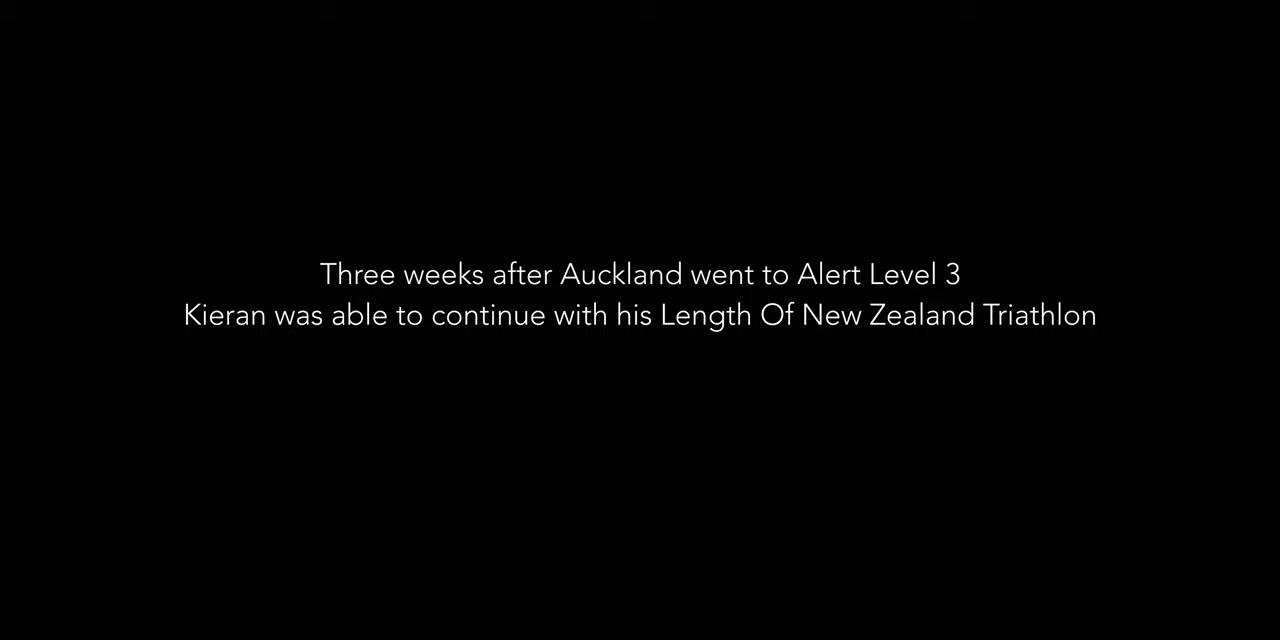 Three weeks after Auckland went to Alert Level 3
Kieran was able to continue with his Length Of New Zealand Triathlon